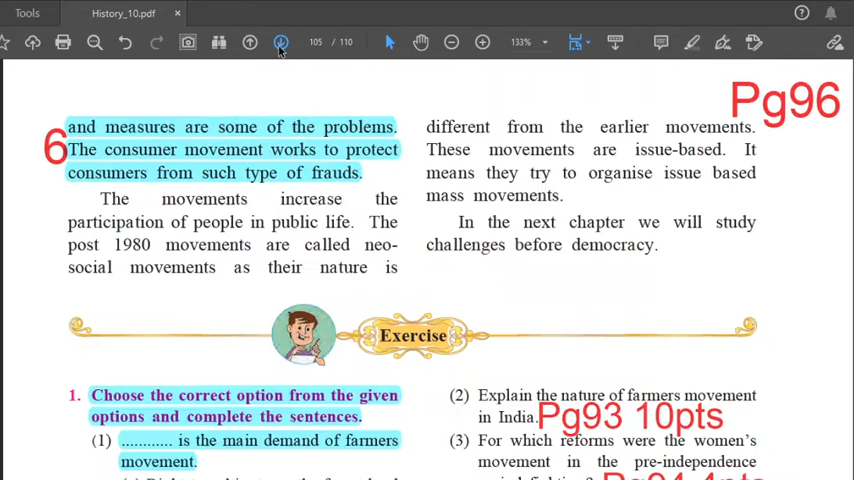 Tools
History_10.pdf
×
105 / 110
133%
Pg96
6
and measures are some of the problems.
The consumer movement works to protect
consumers from such type of frauds.
The movements increase the
participation of people in public life. The
post 1980 movements are called neo-
social movements as their nature is
different from the earlier movements.
These movements are issue-based. It
means they try to organise issue based
mass movements.
In the next chapter we will study
challenges before democracy.
Exercise
1. Choose the correct option from the given
options and complete the sentences.
(1) ............ is the main demand of farmers
movement.
(2) Explain the nature of farmers movement
in India.
Pg93 10pts
(3) For which reforms were the women's
movement in the pre-independence
Pg94 4pts